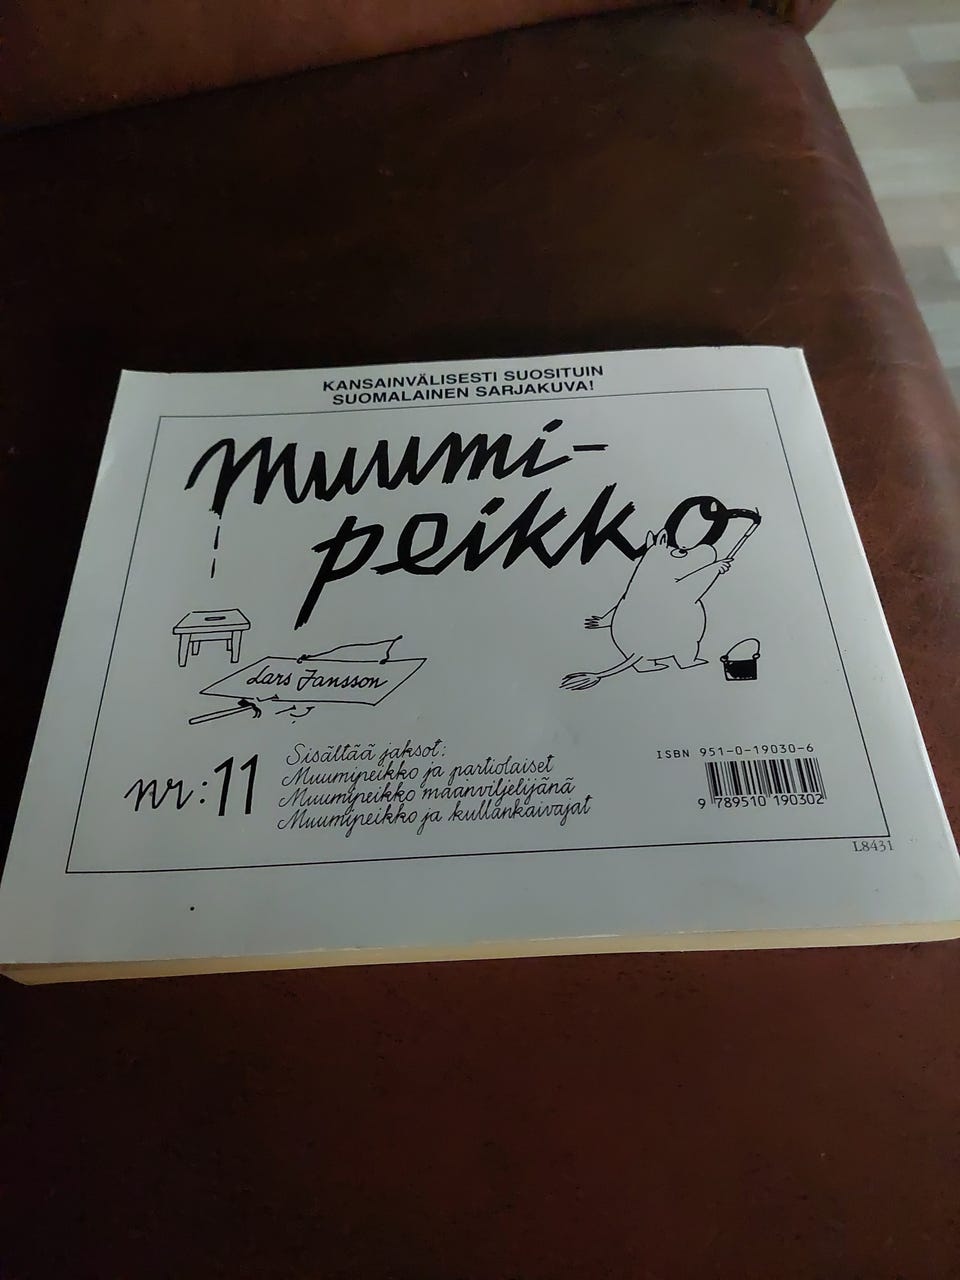 KANSAINVÄLISESTI SUOSITUIN
SUOMALAINEN SARJAKUVA!
Muumi-
peikko
Lars Jansson
nr:11
Sisältää jaksot:
Muumipeikko ja partiolaiset
Muumipeikko maanviljelijänä
Muumipeikko ja kullankaivajat
ISBN 951-0-19030-6
9 789510 190302
L8431